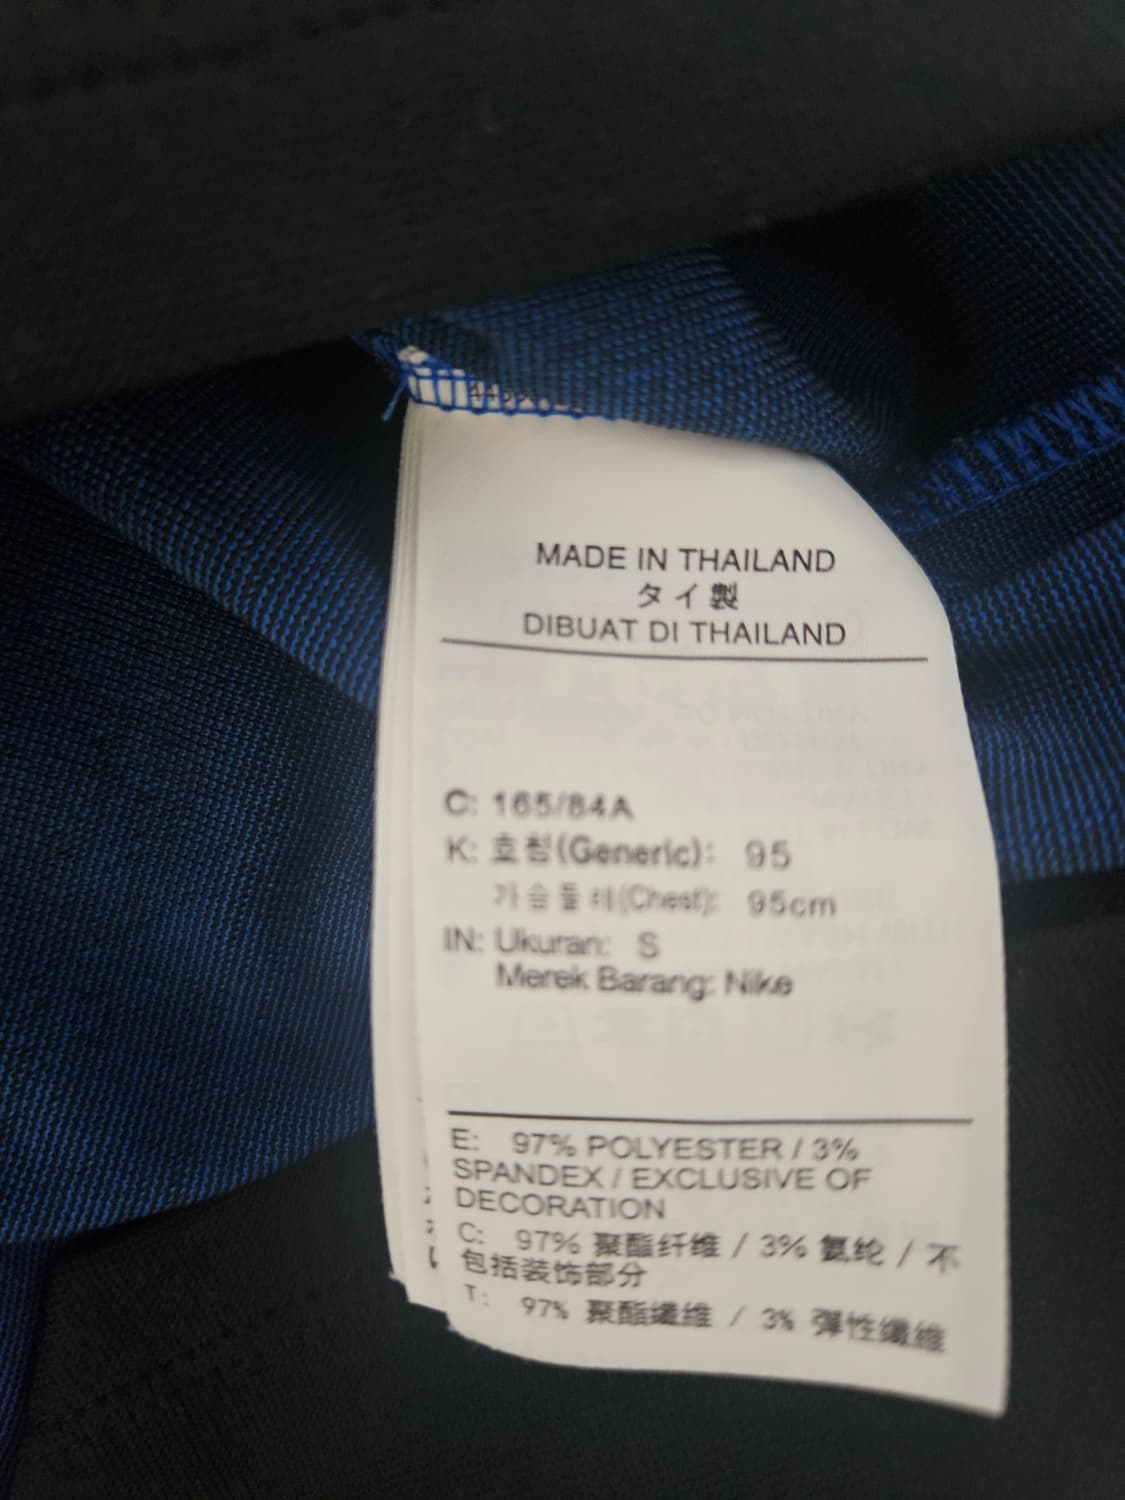 MADE IN THAILAND
タイ製
DIBUAT DI THAILAND
C: 165/84A
K: 호칭(Generic): 95
가슴둘레(Chest): 95cm
IN: Ukuran: S
Merek Barang: Nike
E: 97% POLYESTER / 3%
SPANDEX / EXCLUSIVE OF
DECORATION
C: 97% 聚酯纤维 / 3% 氨纶 / 不
包括装饰部分
T: 97% 聚酯纖維 / 3% 彈性纖維